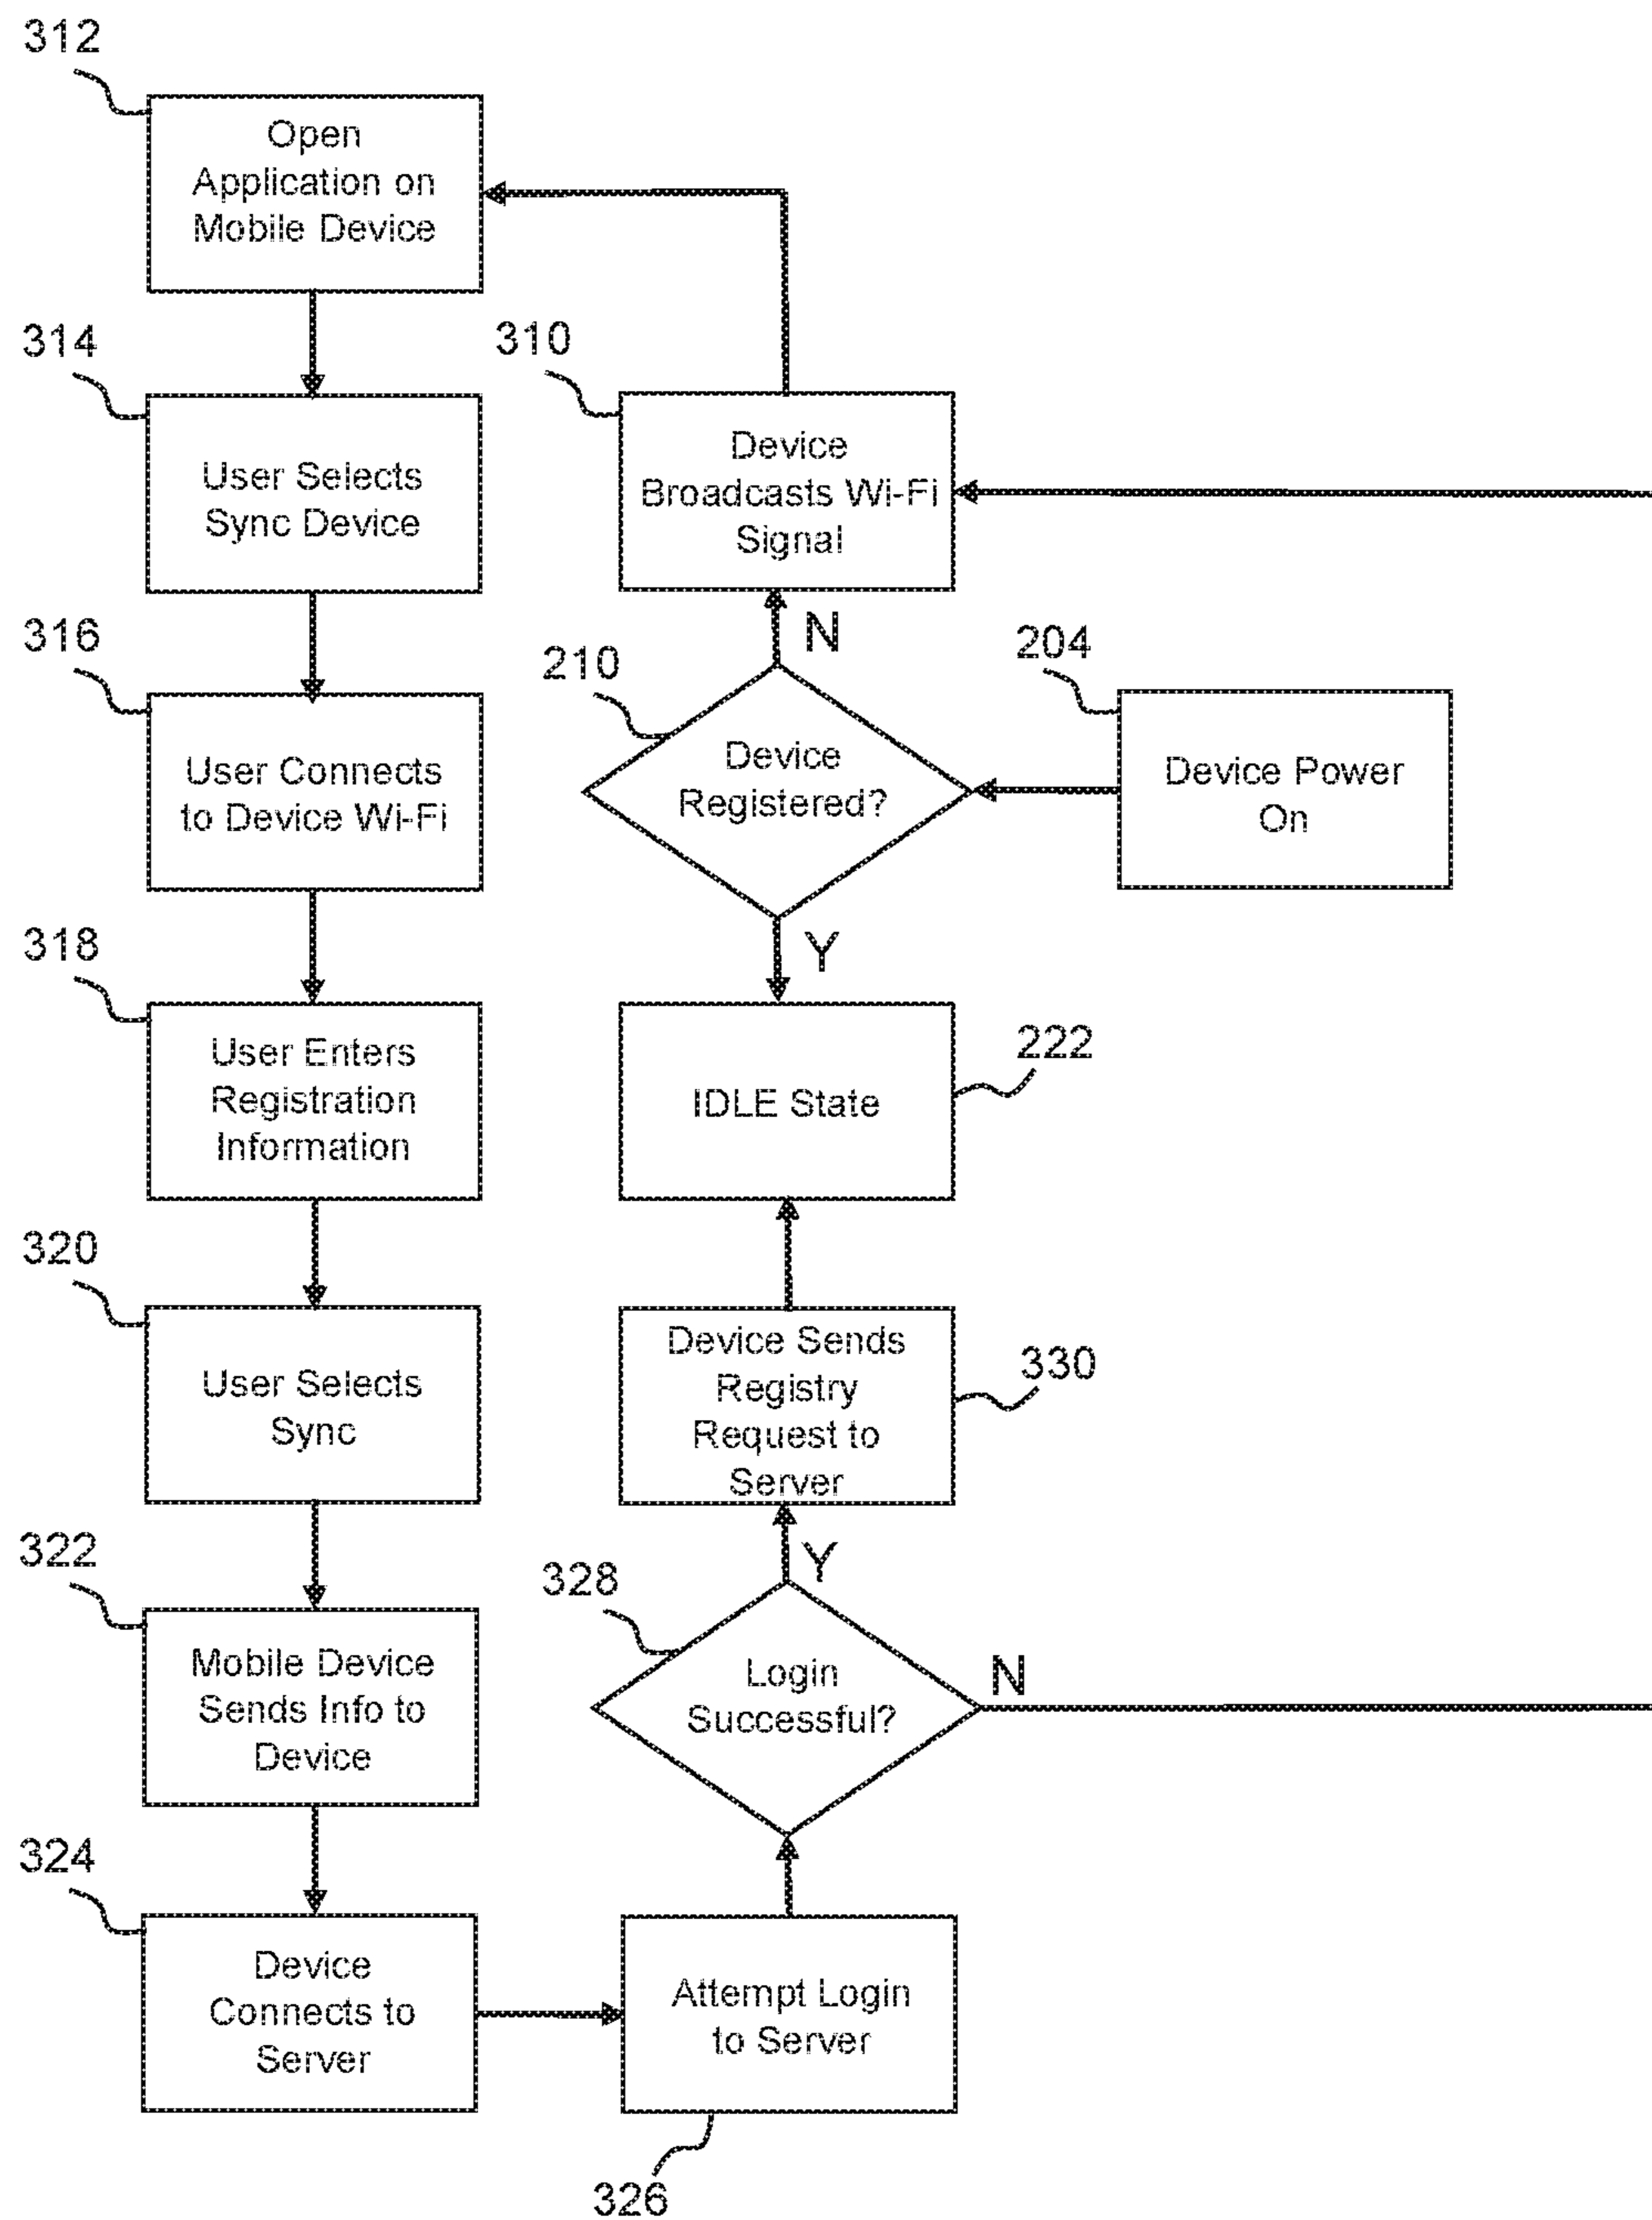 312
Open
Application on
Mobile Device
314
User Selects
Sync Device
316
User Connects
to Device Wi-Fi
318
User Enters
Registration
Information
320
User Selects
Sync
322
Mobile Device
Sends Info to
Device
324
Device
Connects to
Server
310
Device
Broadcasts Wi-Fi
Signal
N
210
Device
Registered?
204
Device Power
On
Y
IDLE State
222
Device Sends
Registry
Request to
Server
330
Y
328
Login
Successful?
N
Attempt Login
to Server
326